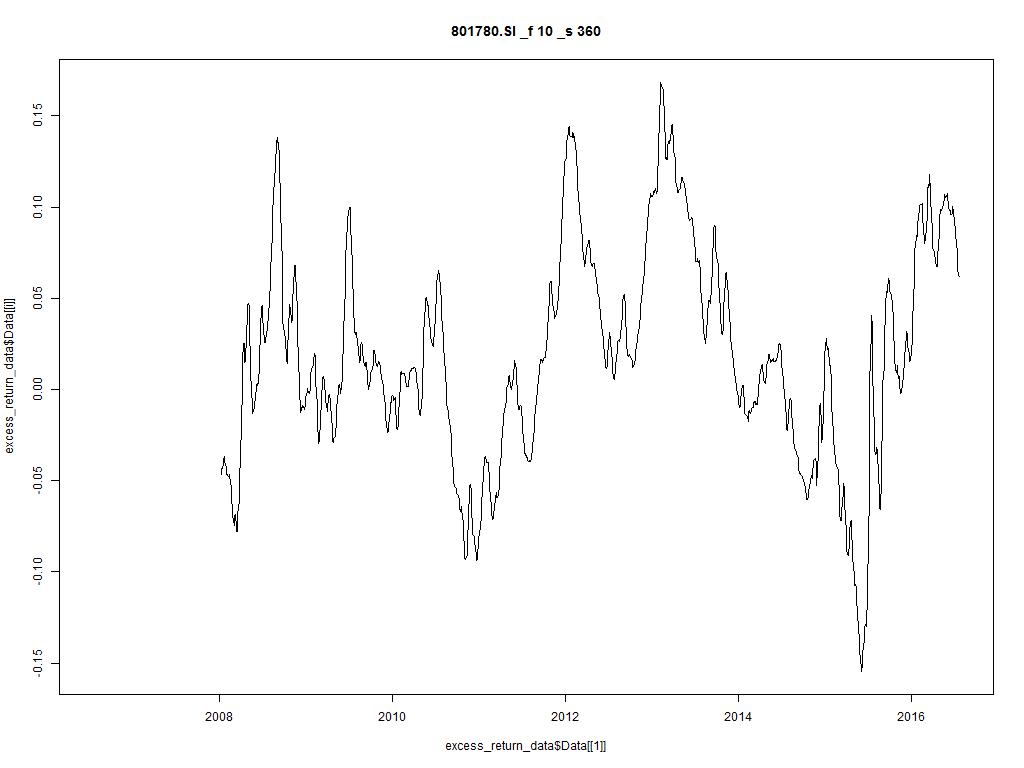 801780.SI _f 10 _s 360
excess_return_data$Data[[i]]
0.15
0.10
0.05
0.00
-0.05
-0.10
-0.15
2008 2010 2012 2014 2016
excess_return_data$Data[[1]]